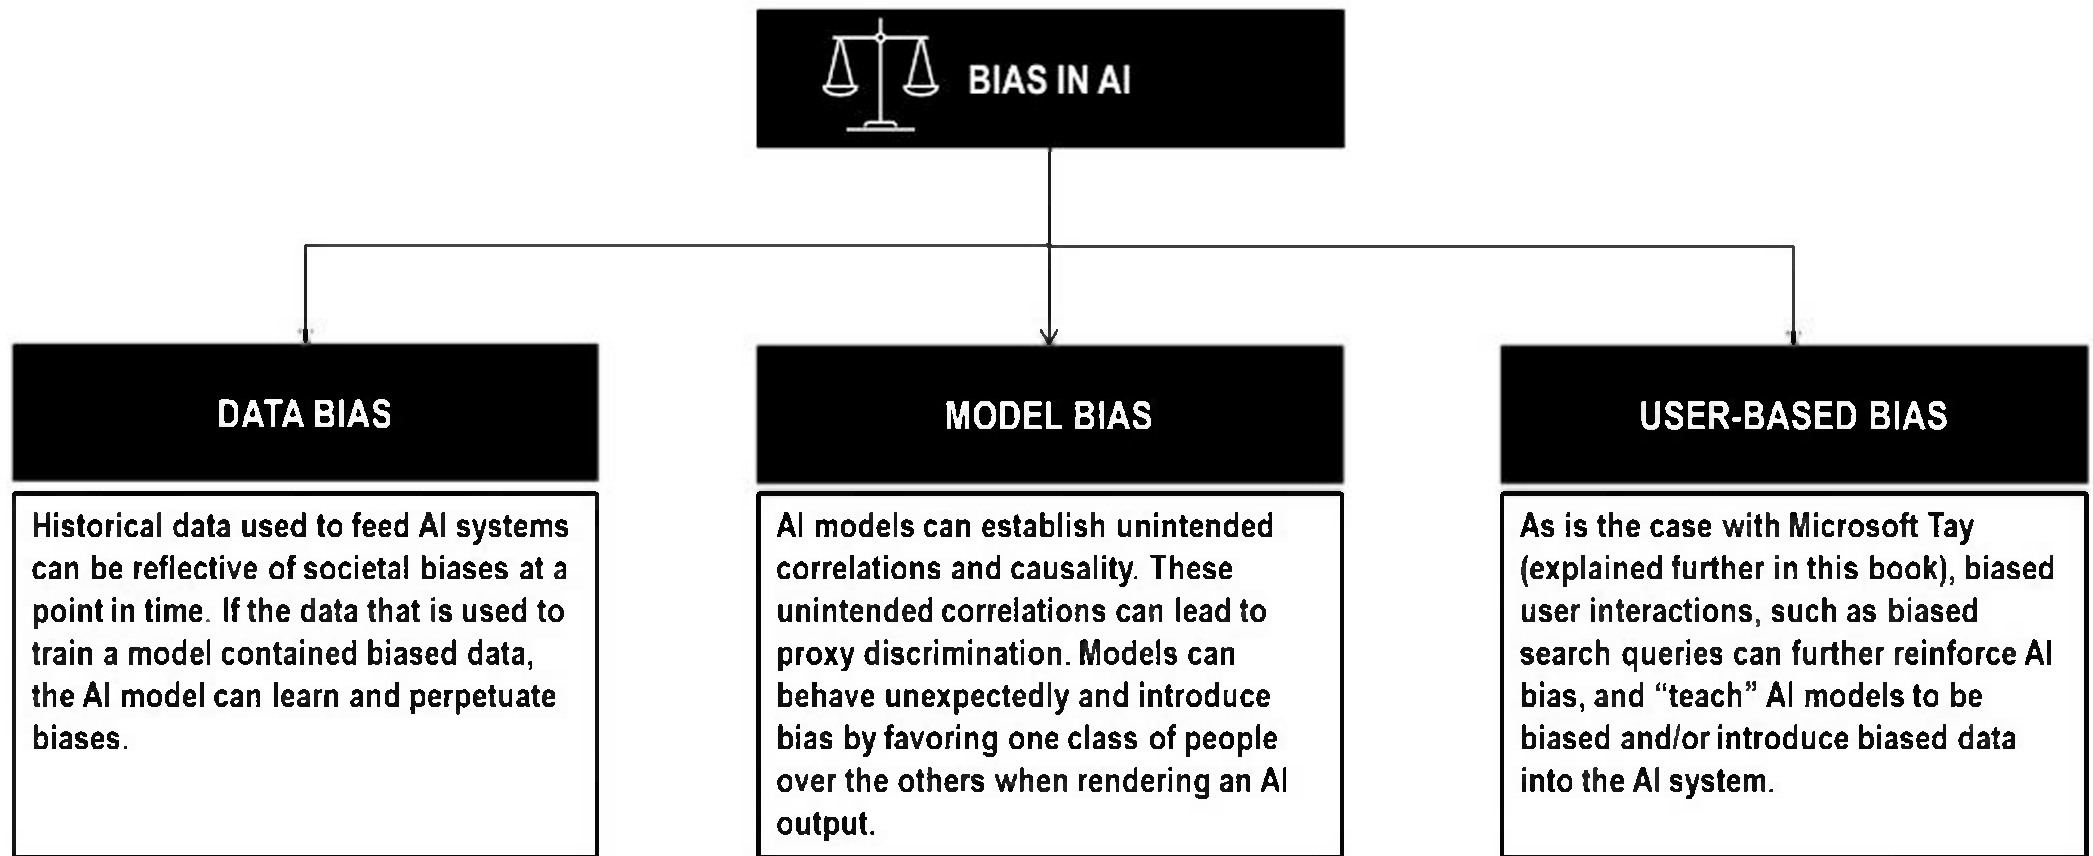 BIAS IN AI
DATA BIAS
Historical data used to feed AI systems
can be reflective of societal biases at a
point in time. If the data that is used to
train a model contained biased data,
the AI model can learn and perpetuate
biases.
MODEL BIAS
AI models can establish unintended
correlations and causality. These
unintended correlations can lead to
proxy discrimination. Models can
behave unexpectedly and introduce
bias by favoring one class of people
over the others when rendering an AI
output.
USER-BASED BIAS
As is the case with Microsoft Tay
(explained further in this book), biased
user interactions, such as biased
search queries can further reinforce AI
bias, and “teach” AI models to be
biased and/or introduce biased data
into the AI system.